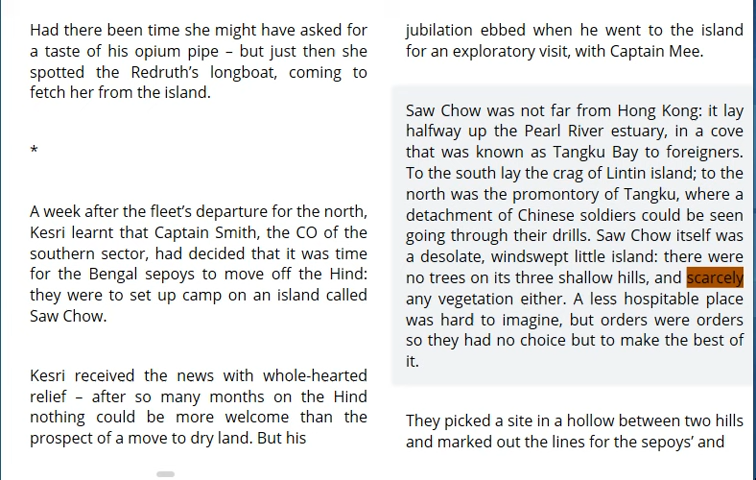 Had there been time she might have asked for
a taste of his opium pipe – but just then she
spotted the Redruth’s longboat, coming to
fetch her from the island.
*
A week after the fleet’s departure for the north,
Kesri learnt that Captain Smith, the CO of the
southern sector, had decided that it was time
for the Bengal sepoys to move off the Hind:
they were to set up camp on an island called
Saw Chow.
Kesri received the news with whole-hearted
relief – after so many months on the Hind
nothing could be more welcome than the
prospect of a move to dry land. But his
jubilation ebbed when he went to the island
for an exploratory visit, with Captain Mee.
Saw Chow was not far from Hong Kong: it lay
halfway up the Pearl River estuary, in a cove
that was known as Tangku Bay to foreigners.
To the south lay the crag of Lintin island; to the
north was the promontory of Tangku, where a
detachment of Chinese soldiers could be seen
going through their drills. Saw Chow itself was
a desolate, windswept little island: there were
no trees on its three shallow hills, and scarcely
any vegetation either. A less hospitable place
was hard to imagine, but orders were orders
so they had no choice but to make the best of
it.
They picked a site in a hollow between two hills
and marked out the lines for the sepoys’ and